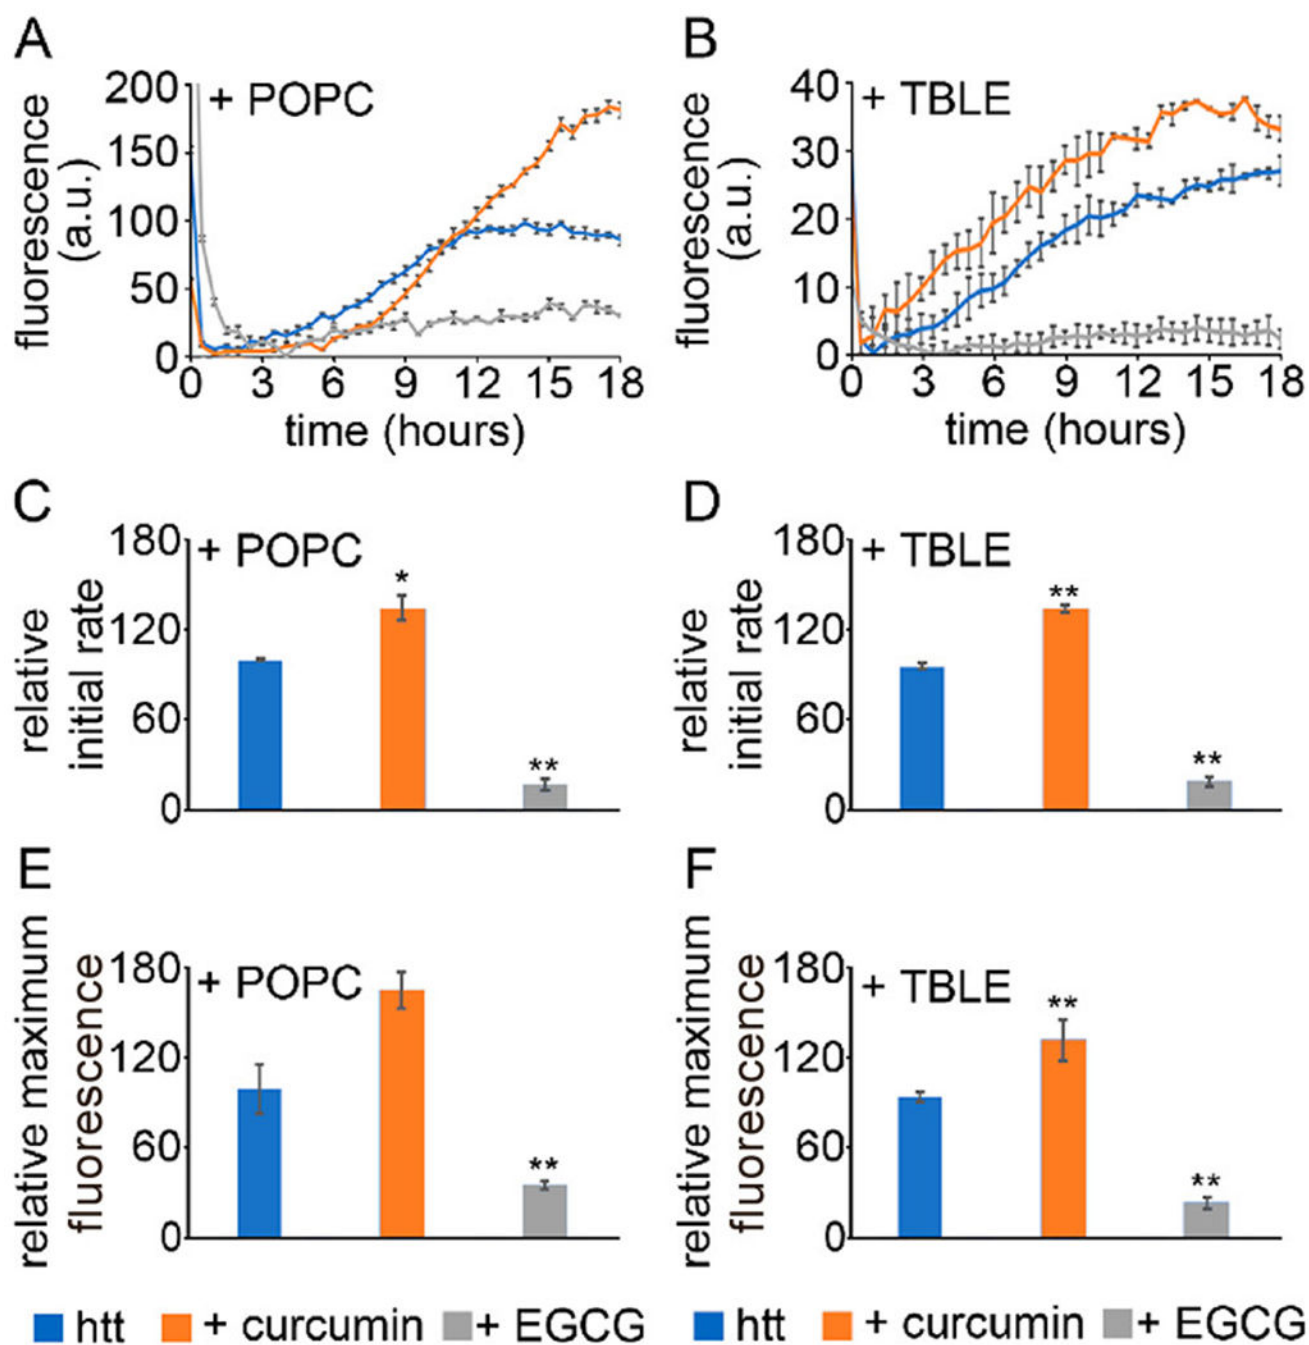 A
fluorescence
(a.u.)
+ POPC
200
150
100
50
0
0 3 6 9 12 15 18
time (hours)
B
fluorescence
(a.u.)
+ TBLE
40
30
20
10
0
0 3 6 9 12 15 18
time (hours)
C
relative
initial rate
+ POPC
180
120
60
0
*
**
D
relative
initial rate
+ TBLE
180
120
60
0
**
**
E
relative maximum
fluorescence
+ POPC
180
120
60
0
**
F
relative maximum
fluorescence
+ TBLE
180
120
60
0
**
**
htt + curcumin + EGCG
htt + curcumin + EGCG